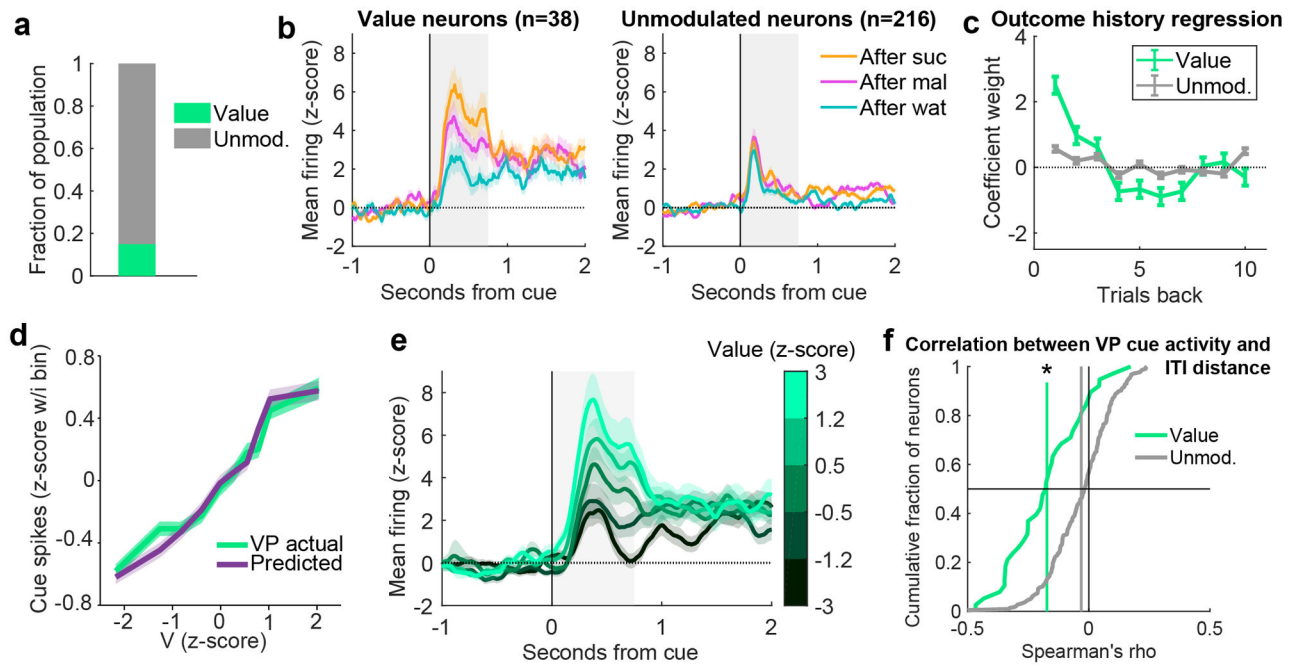 a
Fraction of population
1
0.8
0.6
0.4
0.2
0
Value
Unmod.
b
Value neurons (n=38)
Mean firing (z-score)
8
6
4
2
0
-2
-1
0
1
2
Seconds from cue
Unmodulated neurons (n=216)
After suc
After mal
After wat
Mean firing (z-score)
8
6
4
2
0
-2
-1
0
1
2
Seconds from cue
c
Outcome history regression
Coefficient weight
4
2
0
-2
Value
Unmod.
0
5
10
Trials back
d
Cue spikes (z-score w/i bin)
0.8
0.4
0
-0.4
-0.8
VP actual
Predicted
-2
-1
0
1
2
V (z-score)
e
Mean firing (z-score)
8
6
4
2
0
-2
-1
0
1
2
Seconds from cue
Value (z-score)
3
1.2
0.5
-0.5
-1.2
-3
f
Correlation between VP cue activity and
ITI distance
*
Cumulative fraction of neurons
1
0.8
0.6
0.4
0.2
0
Value
Unmod.
-0.5
0
0.5
Spearman's rho